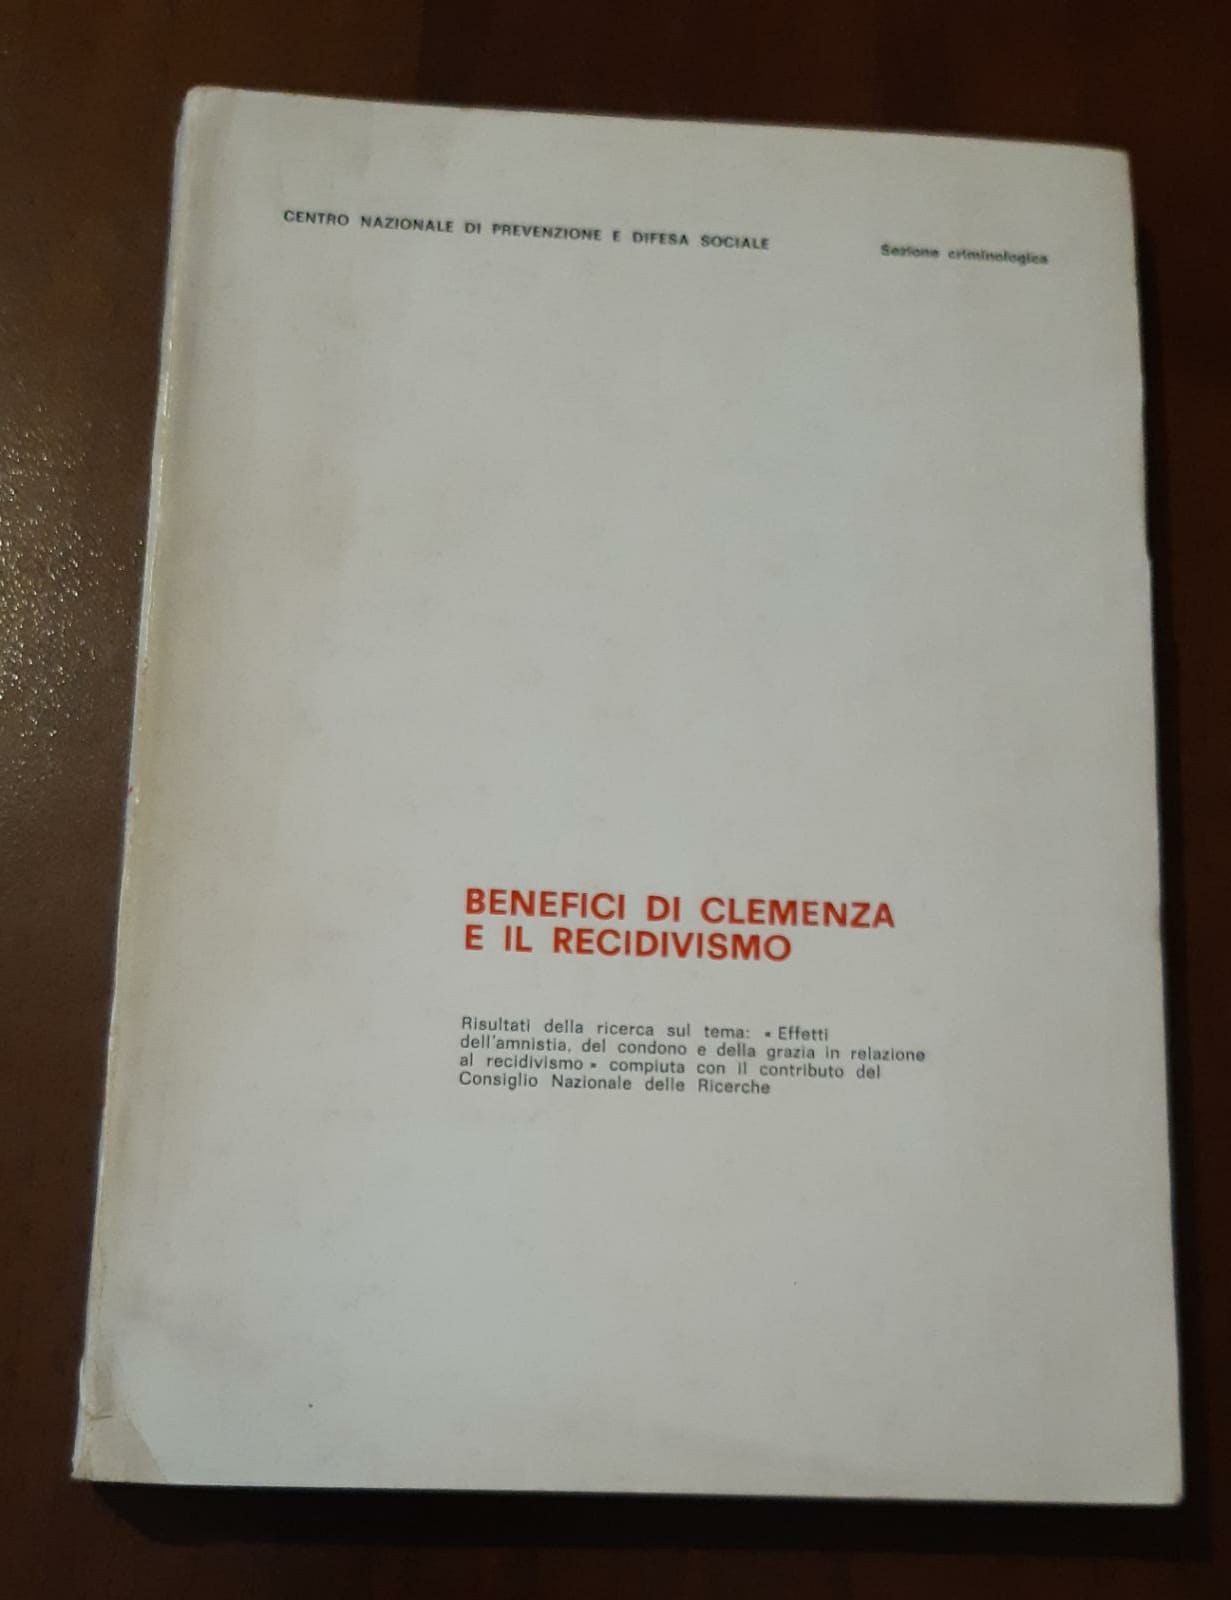 CENTRO NAZIONALE DI PREVENZIONE E DIFESA SOCIALE
Sezione criminologica
BENEFICI DI CLEMENZA
E IL RECIDIVISMO
Risultati della ricerca sul tema: « Effetti
dell'amnistia, del condono e della grazia in relazione
al recidivismo » compiuta con il contributo del
Consiglio Nazionale delle Ricerche